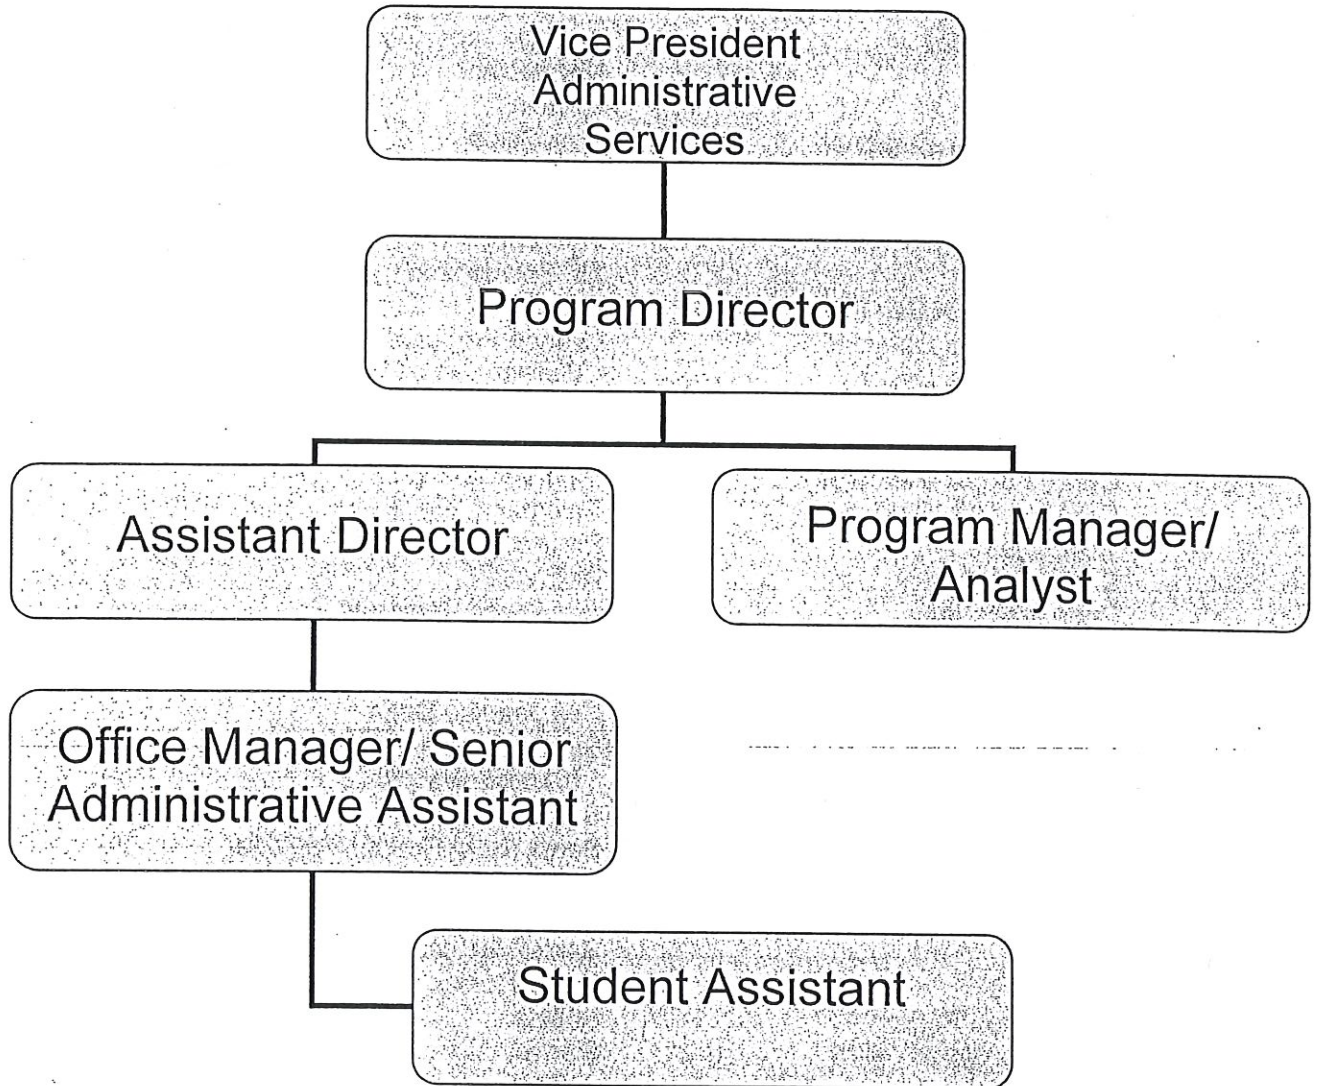 Vice President
Administrative
Services
Program Director
Assistant Director
Program Manager/
Analyst
Office Manager/ Senior
Administrative Assistant
Student Assistant